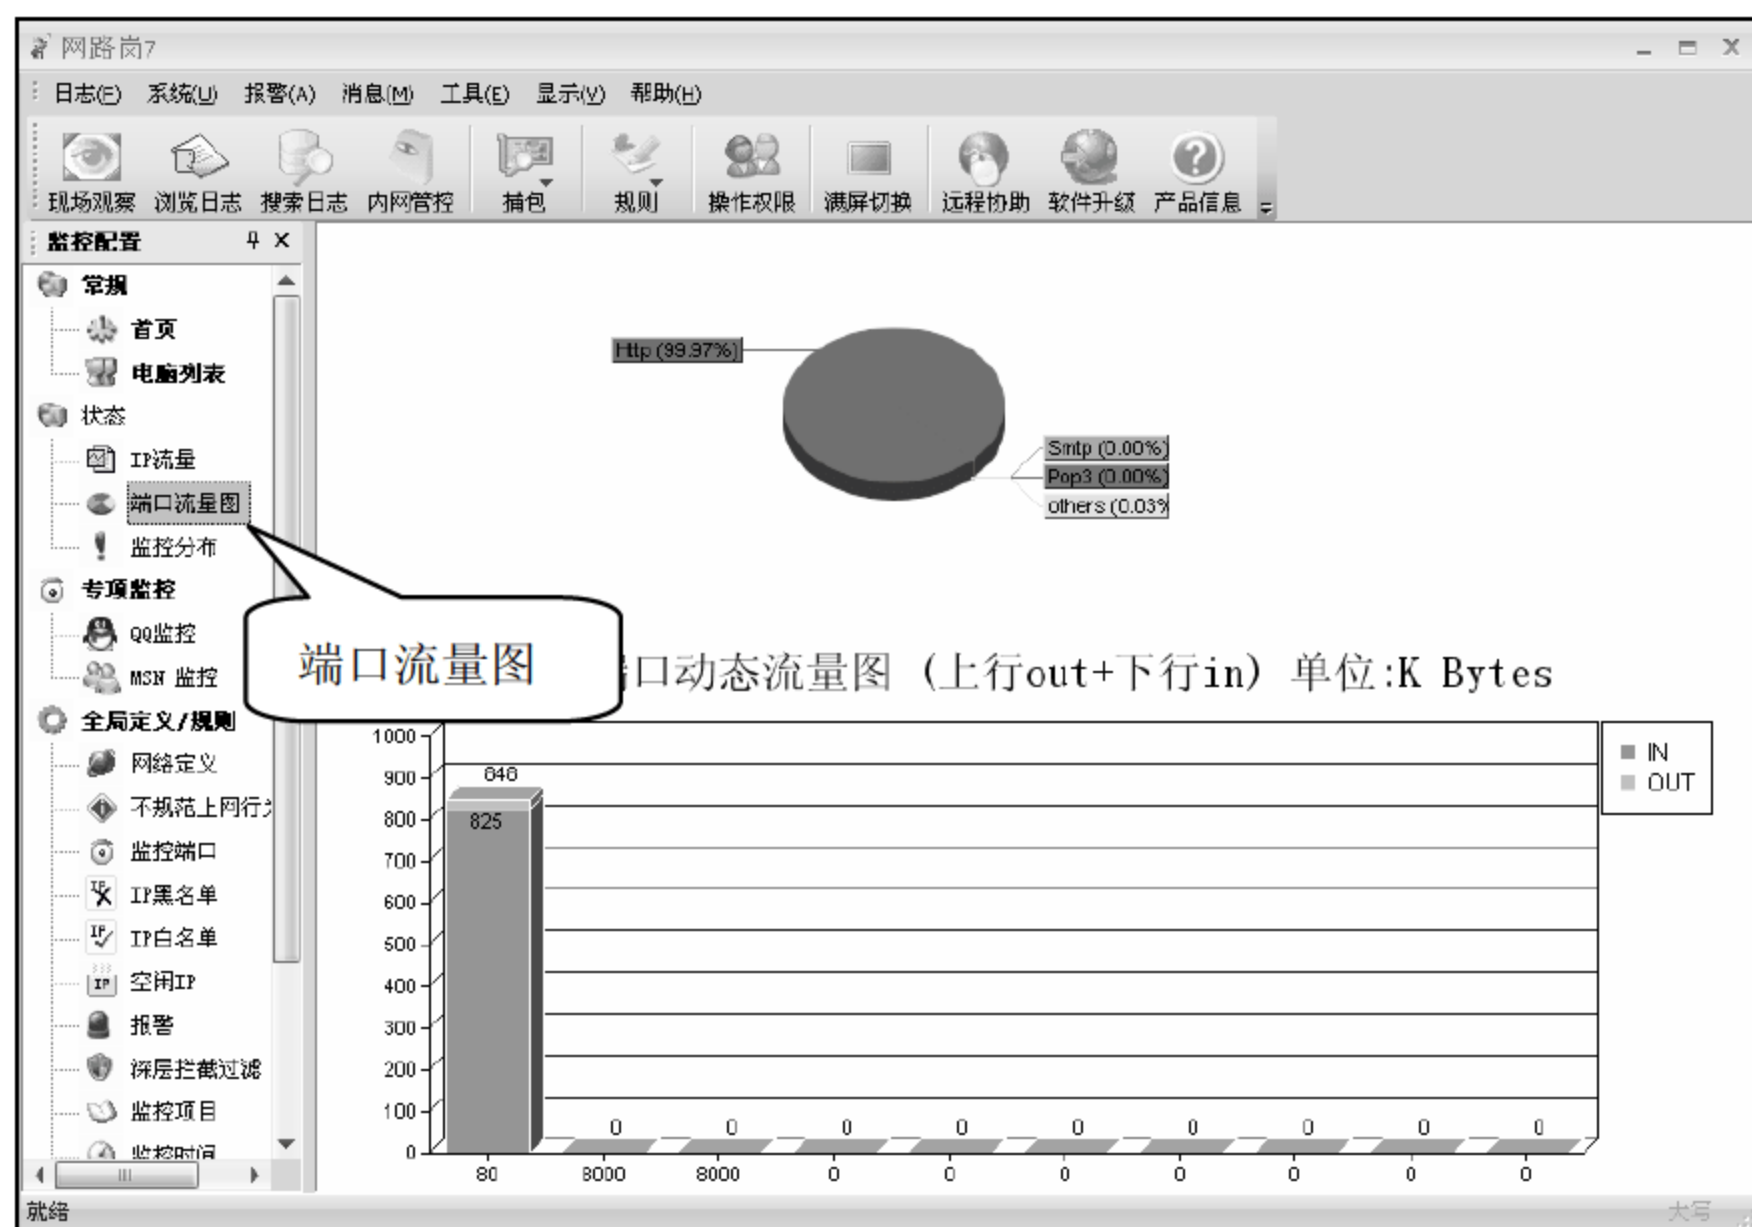 网路岗7
日志(F) 系统(U) 报警(A) 消息(M) 工具(E) 显示(V) 帮助(H)
现场观察 浏览日志 搜索日志 内网管控 捕包 规则 操作权限 满屏切换 远程协助 软件升级 产品信息
监控配置
常规
首页
电脑列表
状态
IP流量
端口流量图
监控分布
专项监控
QQ监控
MSN 监控
全局定义/规则
网络定义
不规范上网行
监控端口
IP黑名单
IP白名单
空闲IP
报警
深层拦截过滤
监控项目
监控时间
Http (99.97%)
Smtp (0.00%)
Pop3 (0.00%)
others (0.03%
端口流量图
口动态流量图 (上行out+下行in) 单位:K Bytes
IN
OUT
1000
900
800
700
600
500
400
300
200
100
0
848
825
0 0 0 0 0 0 0 0 0
80 8000 8000 0 0 0 0 0 0 0
就绪
大写